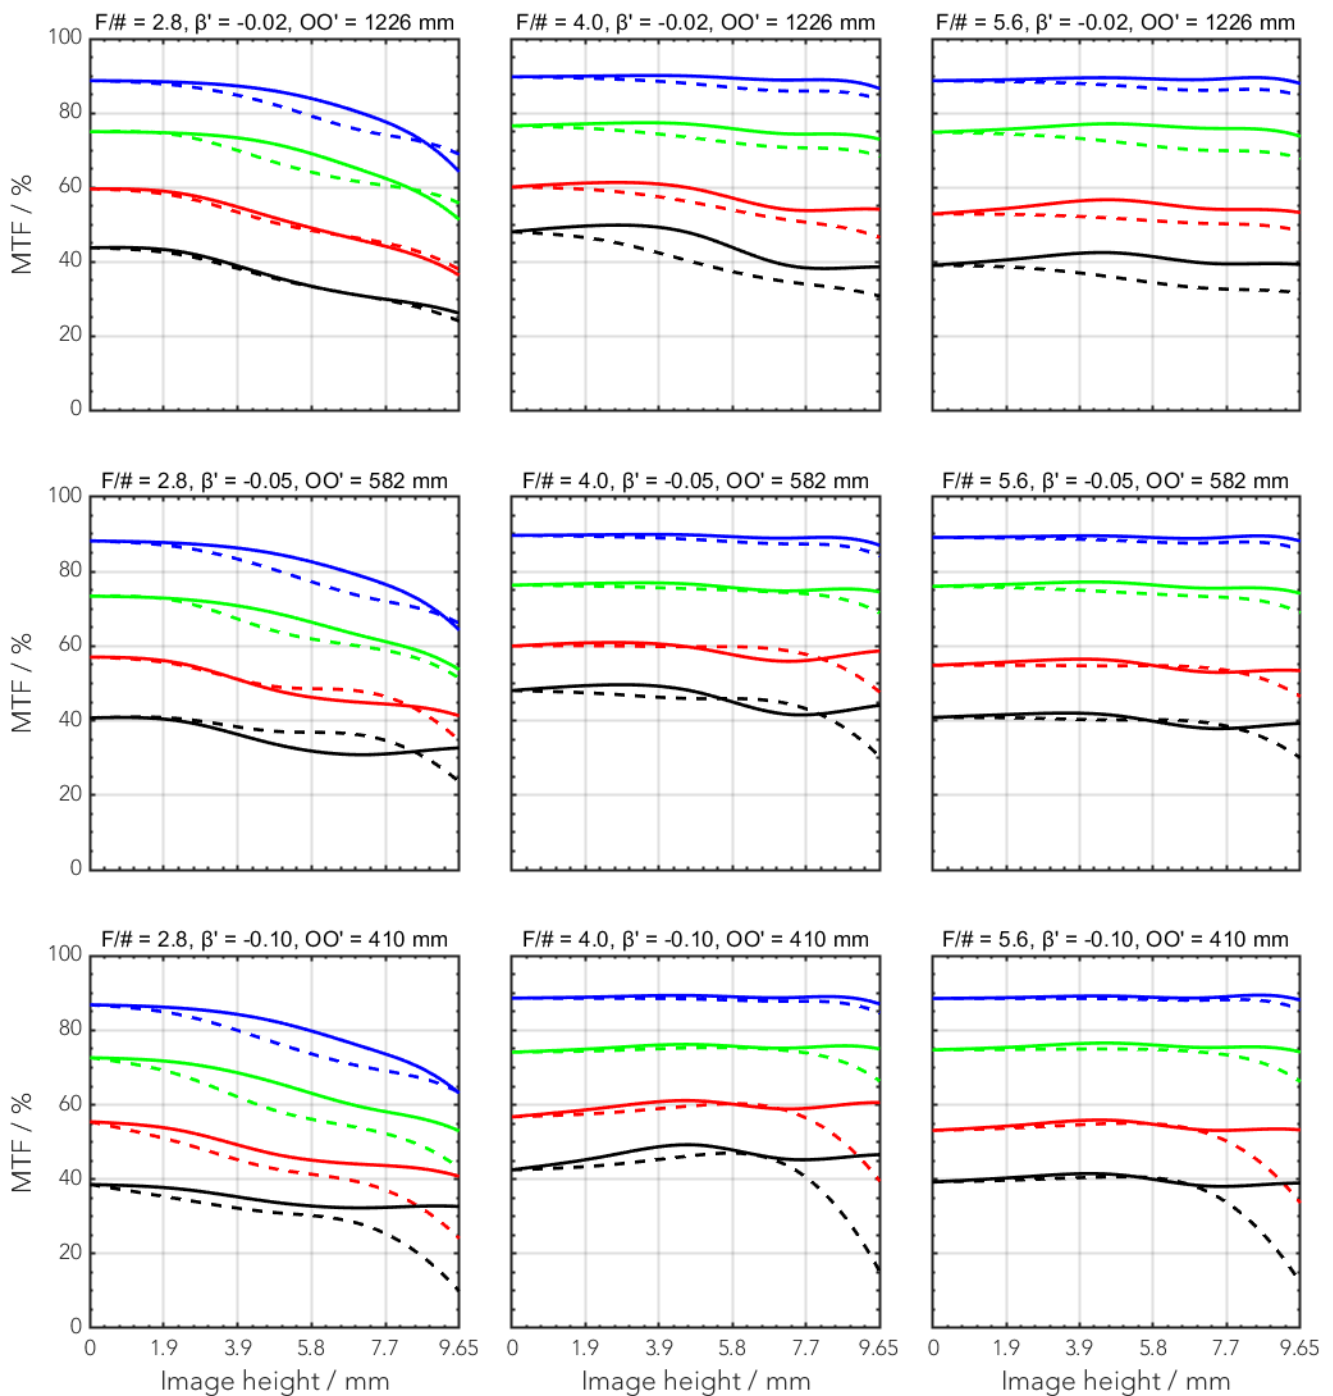 F/# = 2.8, β' = -0.02, OO' = 1226 mm
F/# = 4.0, β' = -0.02, OO' = 1226 mm
F/# = 5.6, β' = -0.02, OO' = 1226 mm
100
80
60
40
20
0
MTF / %
F/# = 2.8, β' = -0.05, OO' = 582 mm
F/# = 4.0, β' = -0.05, OO' = 582 mm
F/# = 5.6, β' = -0.05, OO' = 582 mm
100
80
60
40
20
0
MTF / %
F/# = 2.8, β' = -0.10, OO' = 410 mm
F/# = 4.0, β' = -0.10, OO' = 410 mm
F/# = 5.6, β' = -0.10, OO' = 410 mm
100
80
60
40
20
0
MTF / %
0 1.9 3.9 5.8 7.7 9.65
0 1.9 3.9 5.8 7.7 9.65
0 1.9 3.9 5.8 7.7 9.65
Image height / mm
Image height / mm
Image height / mm